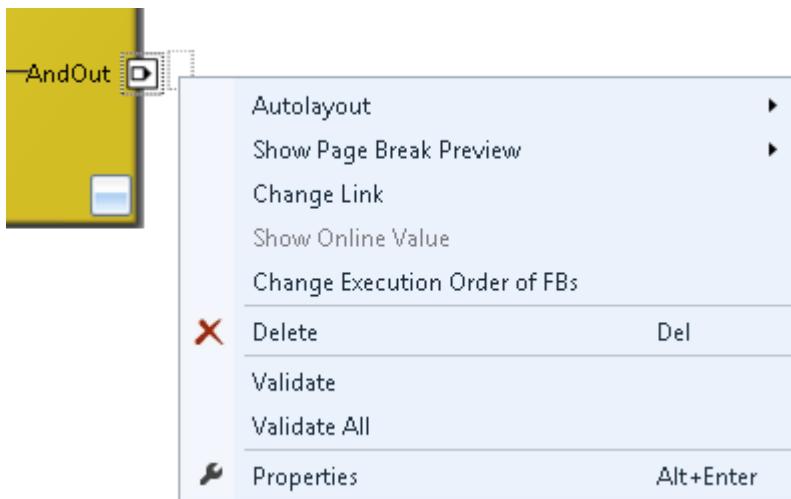 AndOut
Autolayout
Show Page Break Preview
Change Link
Show Online Value
Change Execution Order of FBs
Delete Del
Validate
Validate All
Properties Alt+Enter